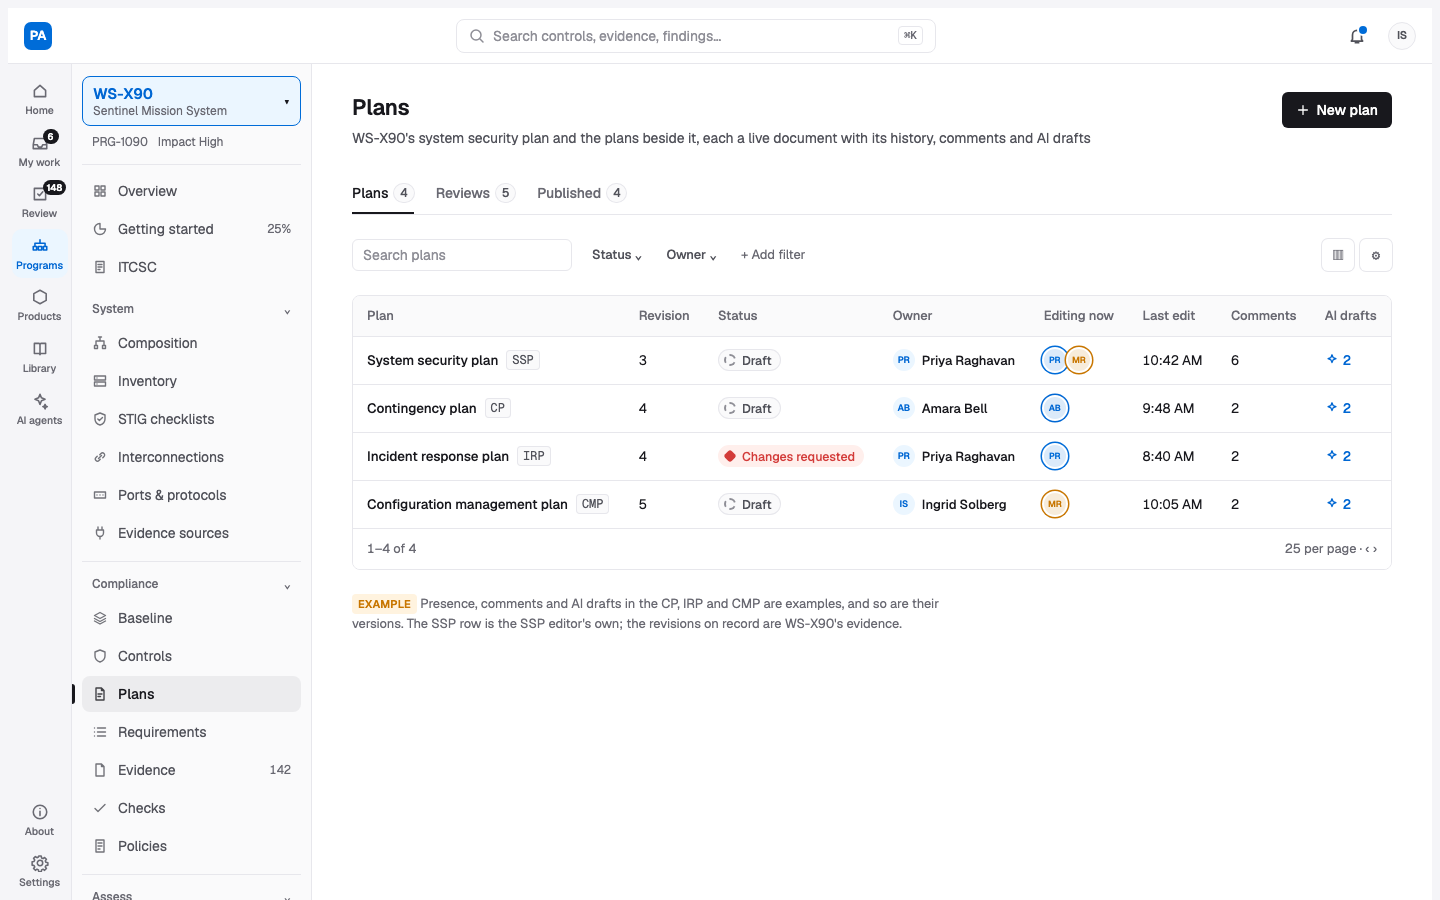 PA
Search controls, evidence, findings...
⌘K
IS
Home
6
My work
148
Review
Programs
Products
Library
AI agents
About
Settings
WS-X90
Sentinel Mission System
PRG-1090 Impact High
Overview
Getting started 25%
ITCSC
System
Composition
Inventory
STIG checklists
Interconnections
Ports & protocols
Evidence sources
Compliance
Baseline
Controls
Plans
Requirements
Evidence 142
Checks
Policies
Assess
Plans
+ New plan
WS-X90's system security plan and the plans beside it, each a live document with its history, comments and AI drafts
Plans 4 Reviews 5 Published 4
Search plans Status Owner + Add filter
Plan Revision Status Owner Editing now Last edit Comments AI drafts
System security plan SSP 3 Draft PR Priya Raghavan PR MR 10:42 AM 6 2
Contingency plan CP 4 Draft AB Amara Bell AB 9:48 AM 2 2
Incident response plan IRP 4 Changes requested PR Priya Raghavan PR 8:40 AM 2 2
Configuration management plan CMP 5 Draft IS Ingrid Solberg MR 10:05 AM 2 2
1–4 of 4 25 per page · ‹ ›
EXAMPLE Presence, comments and AI drafts in the CP, IRP and CMP are examples, and so are their
versions. The SSP row is the SSP editor's own; the revisions on record are WS-X90's evidence.